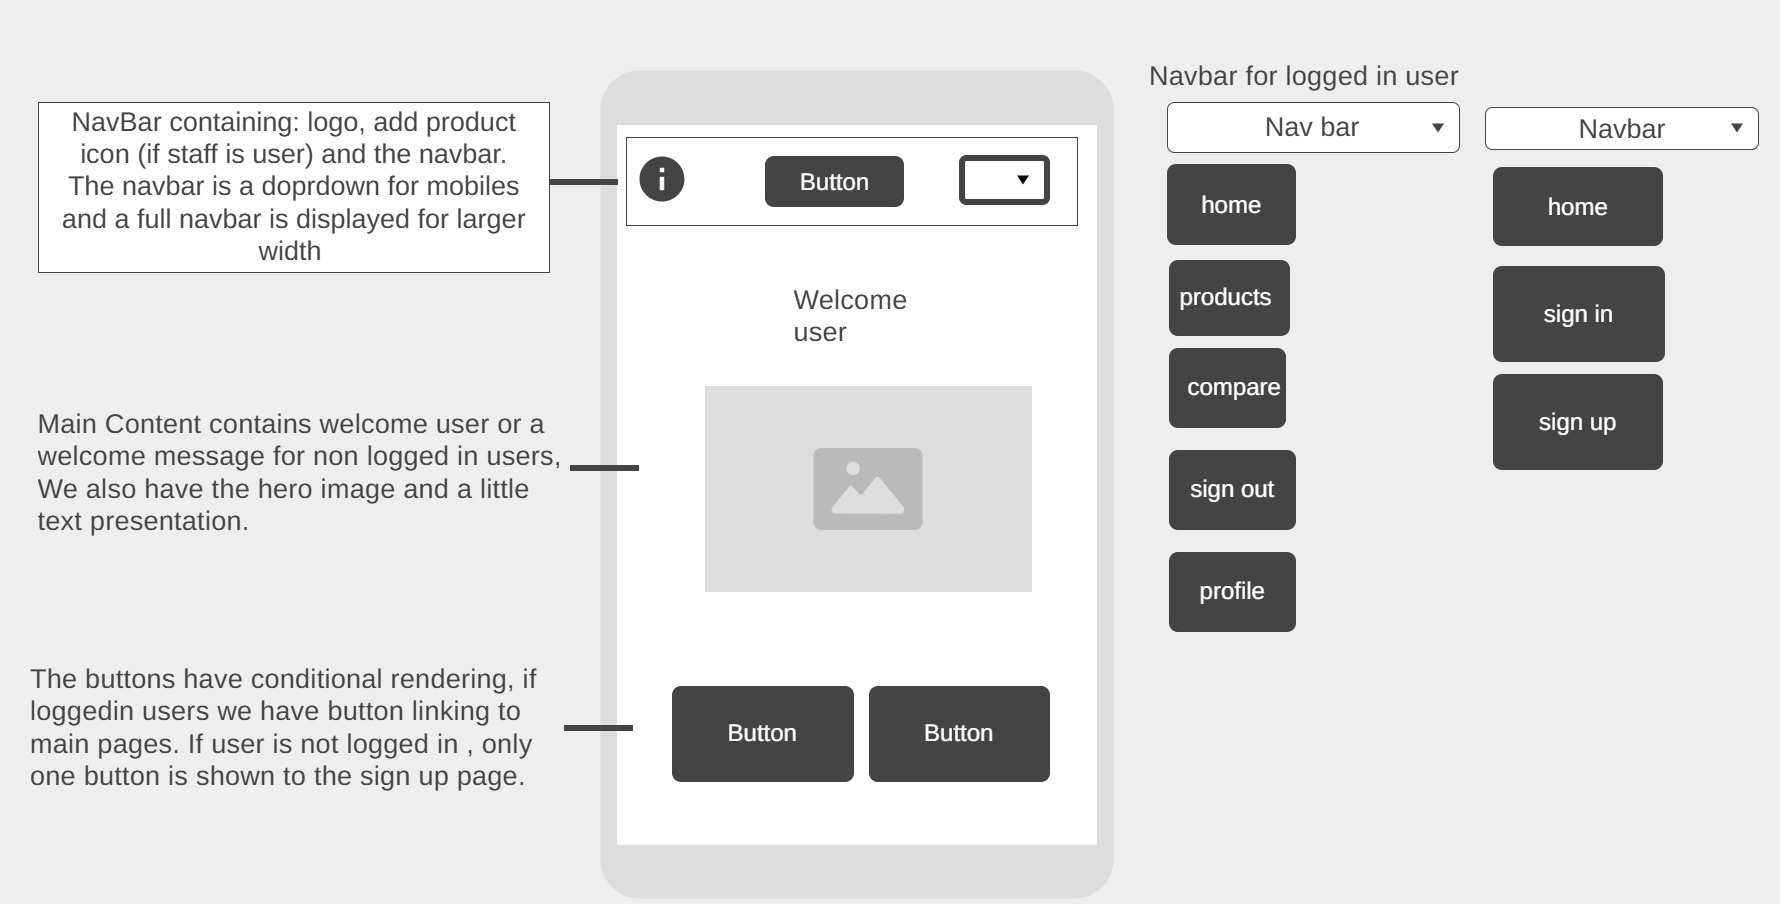 NavBar containing: logo, add product
icon (if staff is user) and the navbar.
The navbar is a doprdown for mobiles
and a full navbar is displayed for larger
width
Main Content contains welcome user or a
welcome message for non logged in users,
We also have the hero image and a little
text presentation.
The buttons have conditional rendering, if
loggedin users we have button linking to
main pages. If user is not logged in , only
one button is shown to the sign up page.
Button
Welcome
user
Button
Button
Navbar for logged in user
Nav bar
home
products
compare
sign out
profile
Navbar
home
sign in
sign up